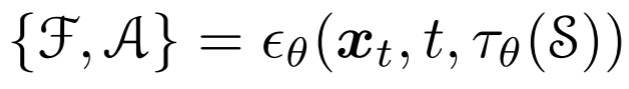 {ℱ, 𝒜} = ϵ_θ(𝒙_t, t, τ_θ(𝒮))